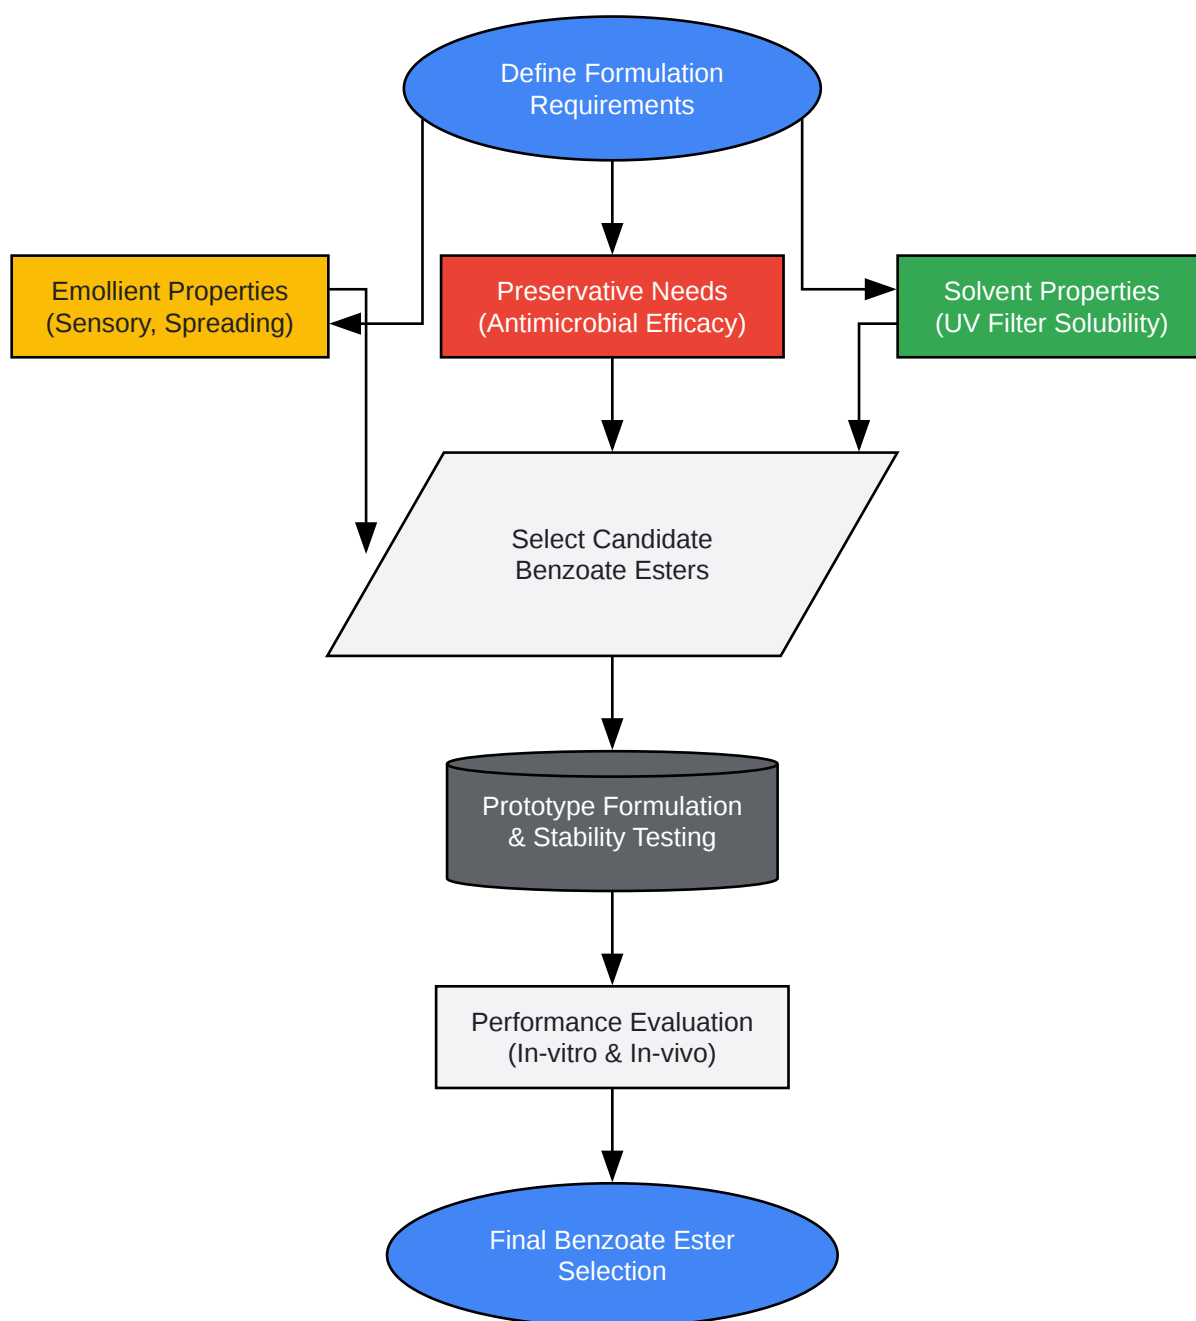 Define Formulation
Requirements
Emollient Properties
(Sensory, Spreading)
Preservative Needs
(Antimicrobial Efficacy)
Solvent Properties
(UV Filter Solubility)
Select Candidate
Benzoate Esters
Prototype Formulation
& Stability Testing
Performance Evaluation
(In-vitro & In-vivo)
Final Benzoate Ester
Selection